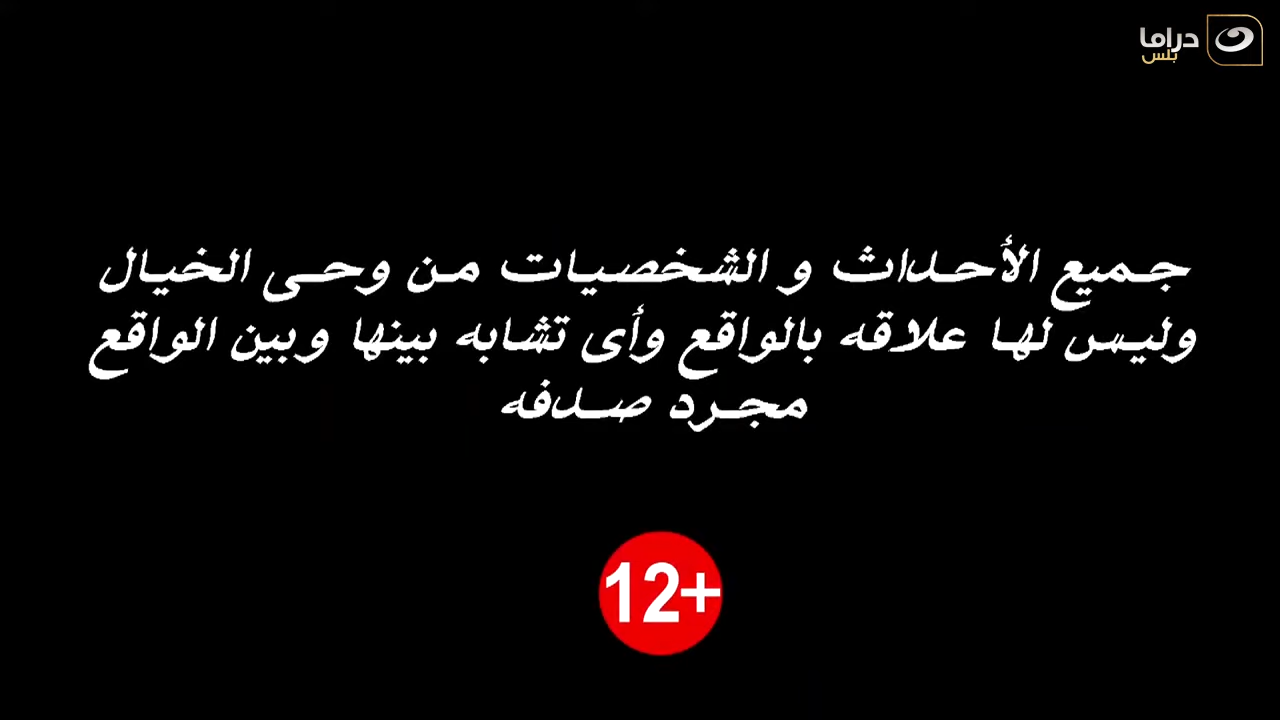 دراما
بلس
جميع الأحداث و الشخصيات من وحى الخيال
وليس لها علاقه بالواقع وأى تشابه بينها وبين الواقع
مجرد صدفه
12+